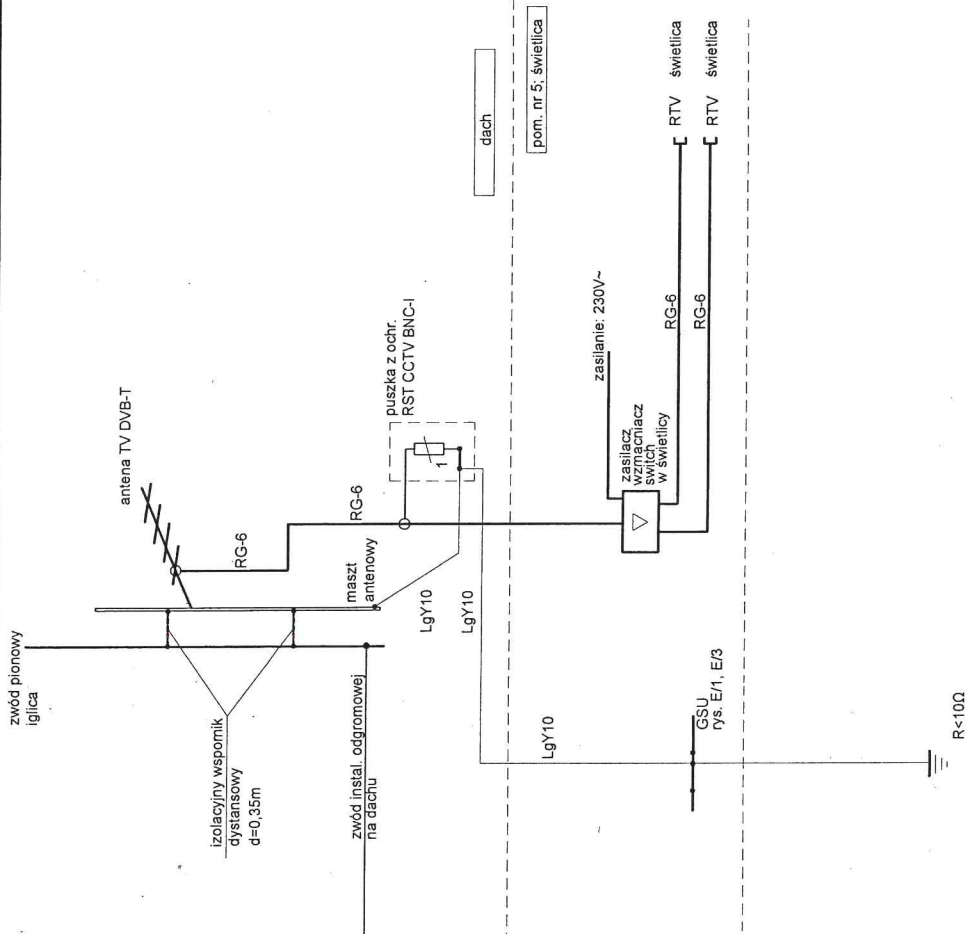 zwód pionowy
iglica
antena TV DVB-T
RG-6
RG-6
maszt
antenowy
izolacyjny wspornik
dystansowy
d=0,35m
zwód instal. odgromowej
na dachu
puszka z ochr.
RST CCTV BNC-I
1
LgY10
LgY10
LgY10
dach
pom. nr 5; świetlica
zasilanie: 230V~
zasilacz
wzmacniacz
switch
w świetlicy
RG-6
RG-6
RTV świetlica
RTV świetlica
GSU
rys. E/1, E/3
R<10Ω